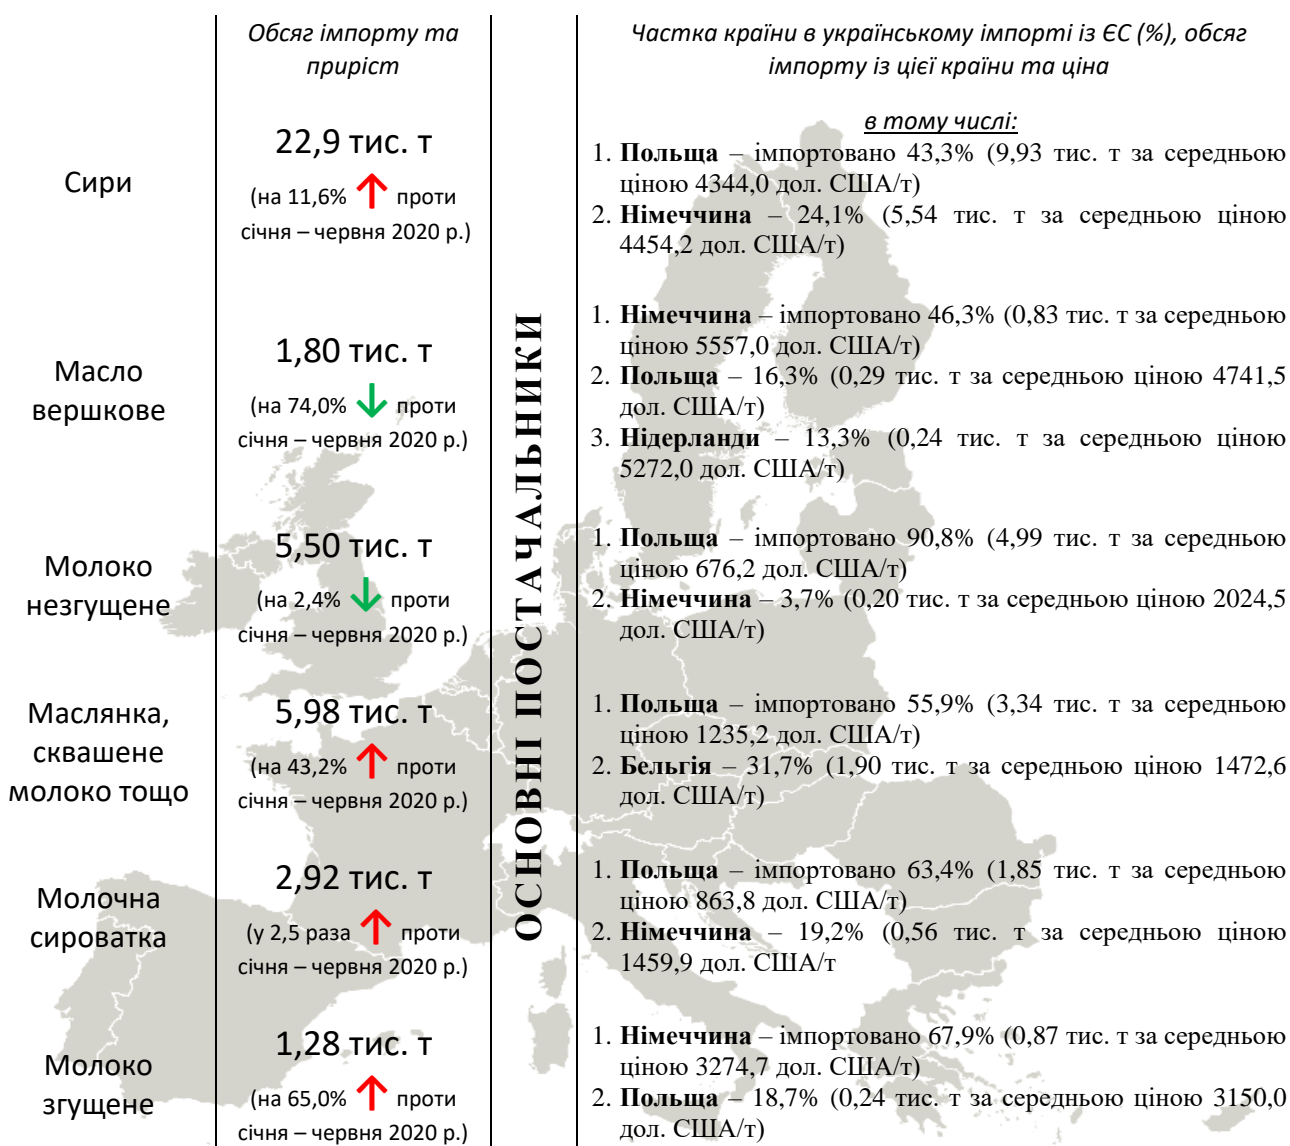 Обсяг імпорту та
приріст
Частка країни в українському імпорті із ЄС (%), обсяг
імпорту із цієї країни та ціна
в тому числі:
Сири
22,9 тис. т
(на 11,6% ↑ проти
січня – червня 2020 р.)
1. Польща – імпортовано 43,3% (9,93 тис. т за середньою
ціною 4344,0 дол. США/т)
2. Німеччина – 24,1% (5,54 тис. т за середньою ціною
4454,2 дол. США/т)
ОСНОВНІ ПОСТАЧАЛЬНИКИ
Масло
вершкове
1,80 тис. т
(на 74,0% ↓ проти
січня – червня 2020 р.)
1. Німеччина – імпортовано 46,3% (0,83 тис. т за середньою
ціною 5557,0 дол. США/т)
2. Польща – 16,3% (0,29 тис. т за середньою ціною 4741,5
дол. США/т)
3. Нідерланди – 13,3% (0,24 тис. т за середньою ціною
5272,0 дол. США/т)
Молоко
незгущене
5,50 тис. т
(на 2,4% ↓ проти
січня – червня 2020 р.)
1. Польща – імпортовано 90,8% (4,99 тис. т за середньою
ціною 676,2 дол. США/т)
2. Німеччина – 3,7% (0,20 тис. т за середньою ціною 2024,5
дол. США/т)
Маслянка,
сквашене
молоко тощо
5,98 тис. т
(на 43,2% ↑ проти
січня – червня 2020 р.)
1. Польща – імпортовано 55,9% (3,34 тис. т за середньою
ціною 1235,2 дол. США/т)
2. Бельгія – 31,7% (1,90 тис. т за середньою ціною 1472,6
дол. США/т)
Молочна
сироватка
2,92 тис. т
(у 2,5 раза ↑ проти
січня – червня 2020 р.)
1. Польща – імпортовано 63,4% (1,85 тис. т за середньою
ціною 863,8 дол. США/т)
2. Німеччина – 19,2% (0,56 тис. т за середньою ціною
1459,9 дол. США/т
Молоко
згущене
1,28 тис. т
(на 65,0% ↑ проти
січня – червня 2020 р.)
1. Німеччина – імпортовано 67,9% (0,87 тис. т за середньою
ціною 3274,7 дол. США/т)
2. Польща – 18,7% (0,24 тис. т за середньою ціною 3150,0
дол. США/т)